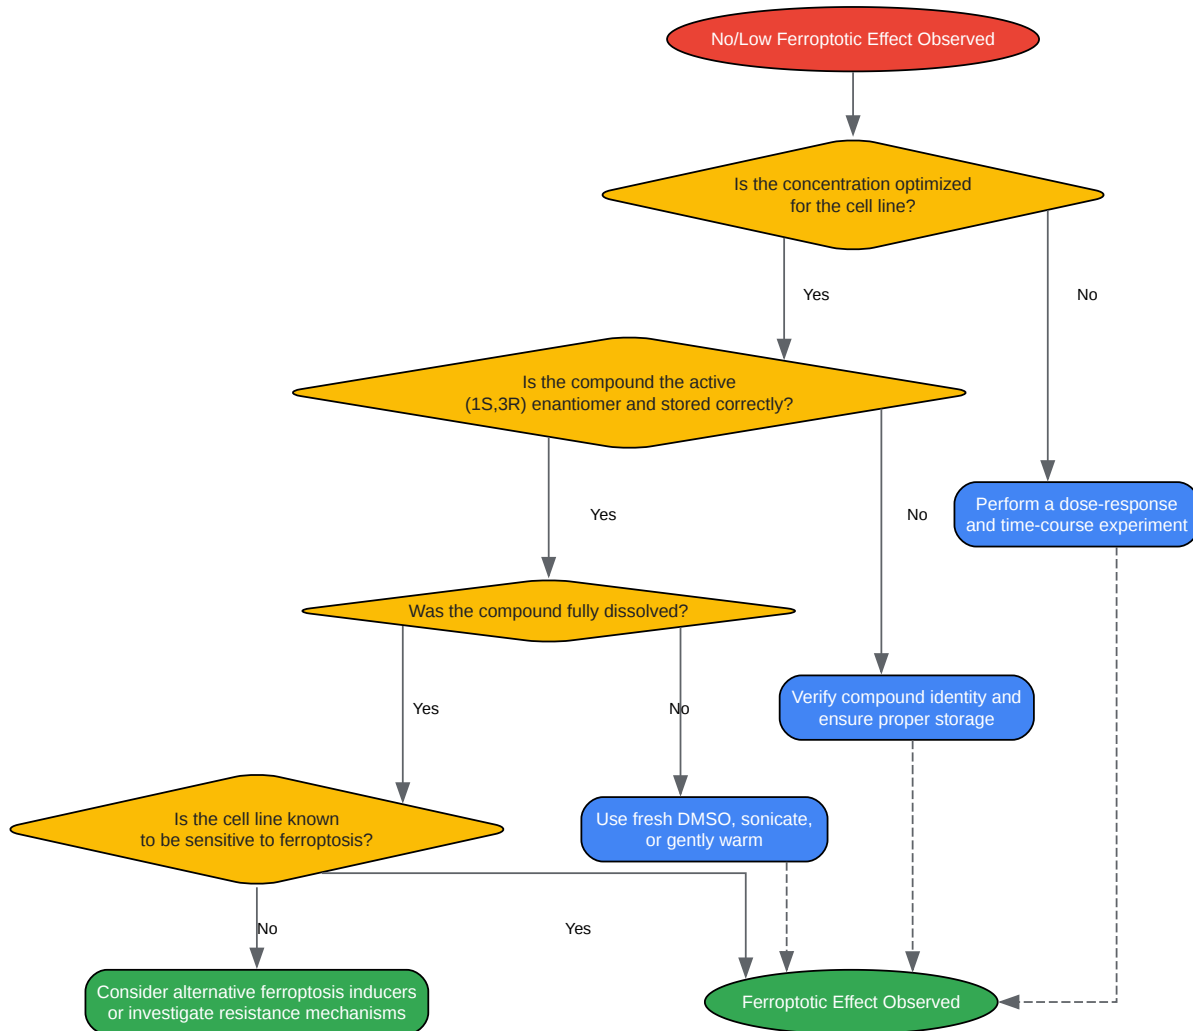 No/Low Ferroptotic Effect Observed
Is the concentration optimized
for the cell line?
Yes
No
Is the compound the active
(1S,3R) enantiomer and stored correctly?
Yes
No
Perform a dose-response
and time-course experiment
Was the compound fully dissolved?
Yes
No
Verify compound identity and
ensure proper storage
Is the cell line known
to be sensitive to ferroptosis?
Use fresh DMSO, sonicate,
or gently warm
No
Yes
Consider alternative ferroptosis inducers
or investigate resistance mechanisms
Ferroptotic Effect Observed